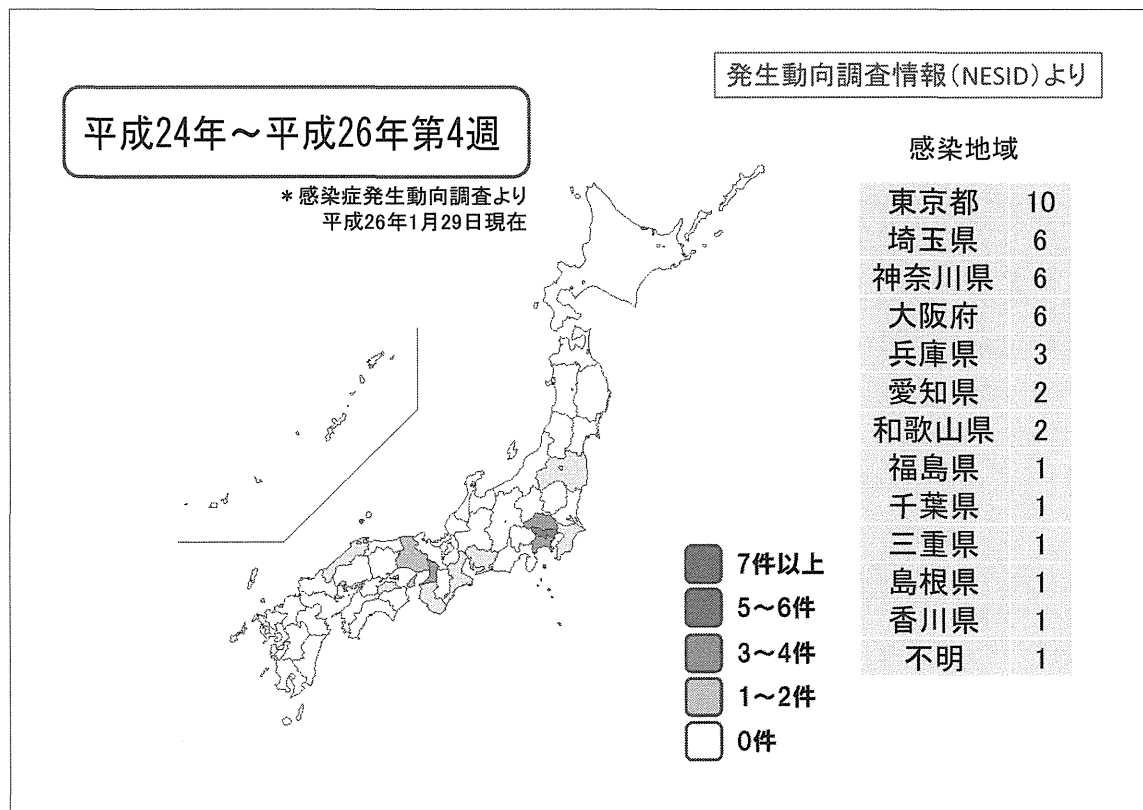 発生動向調査情報(NESID)より
平成24年～平成26年第4週
＊感染症発生動向調査より
平成26年1月29日現在
感染地域
東京都 10
埼玉県 6
神奈川県 6
大阪府 6
兵庫県 3
愛知県 2
和歌山県 2
福島県 1
千葉県 1
三重県 1
島根県 1
香川県 1
不明 1
7件以上
5～6件
3～4件
1～2件
0件